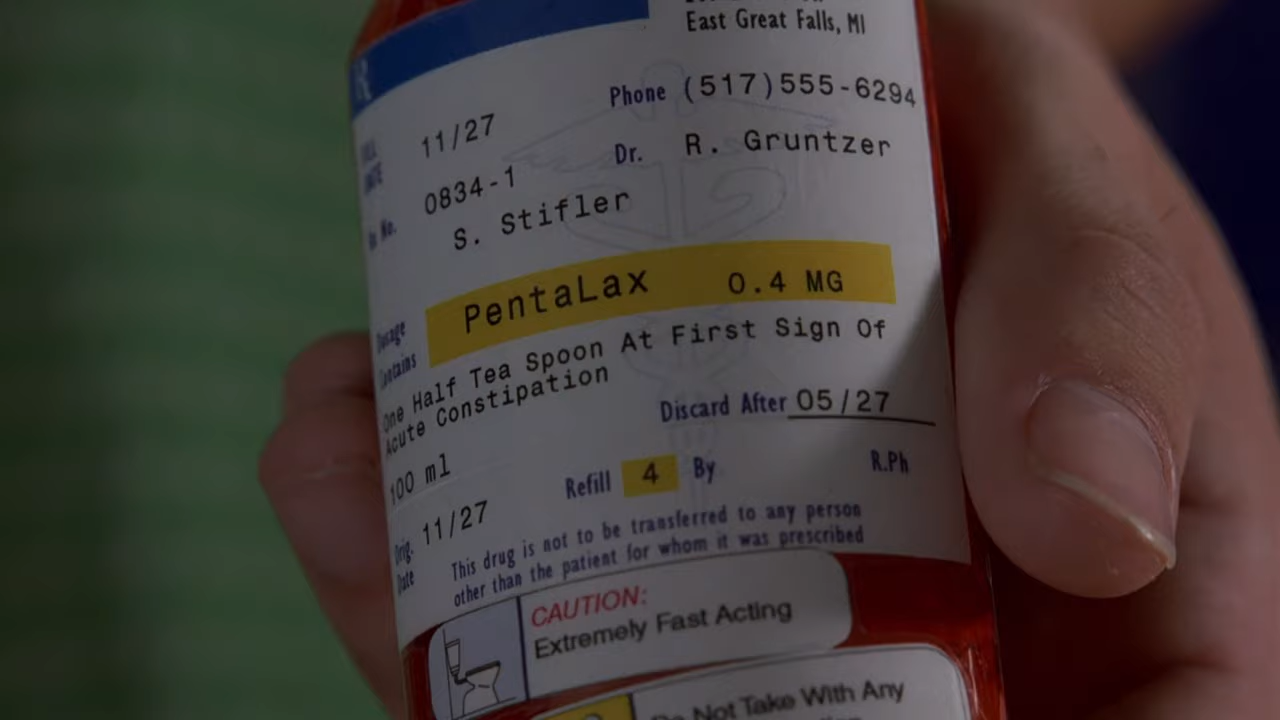 East Great Falls, MI
Phone (517)555-6294
11/27
Dr. R. Gruntzer
0834-1
No.
S. Stifler
PentaLax 0.4 MG
Dosage
Contains
One Half Tea Spoon At First Sign Of
Acute Constipation
Discard After 05/27
100 ml
Refill 4 By R.Ph
Orig.
Date
11/27
This drug is not to be transferred to any person
other than the patient for whom it was prescribed
CAUTION:
Extremely Fast Acting
Do Not Take With Any